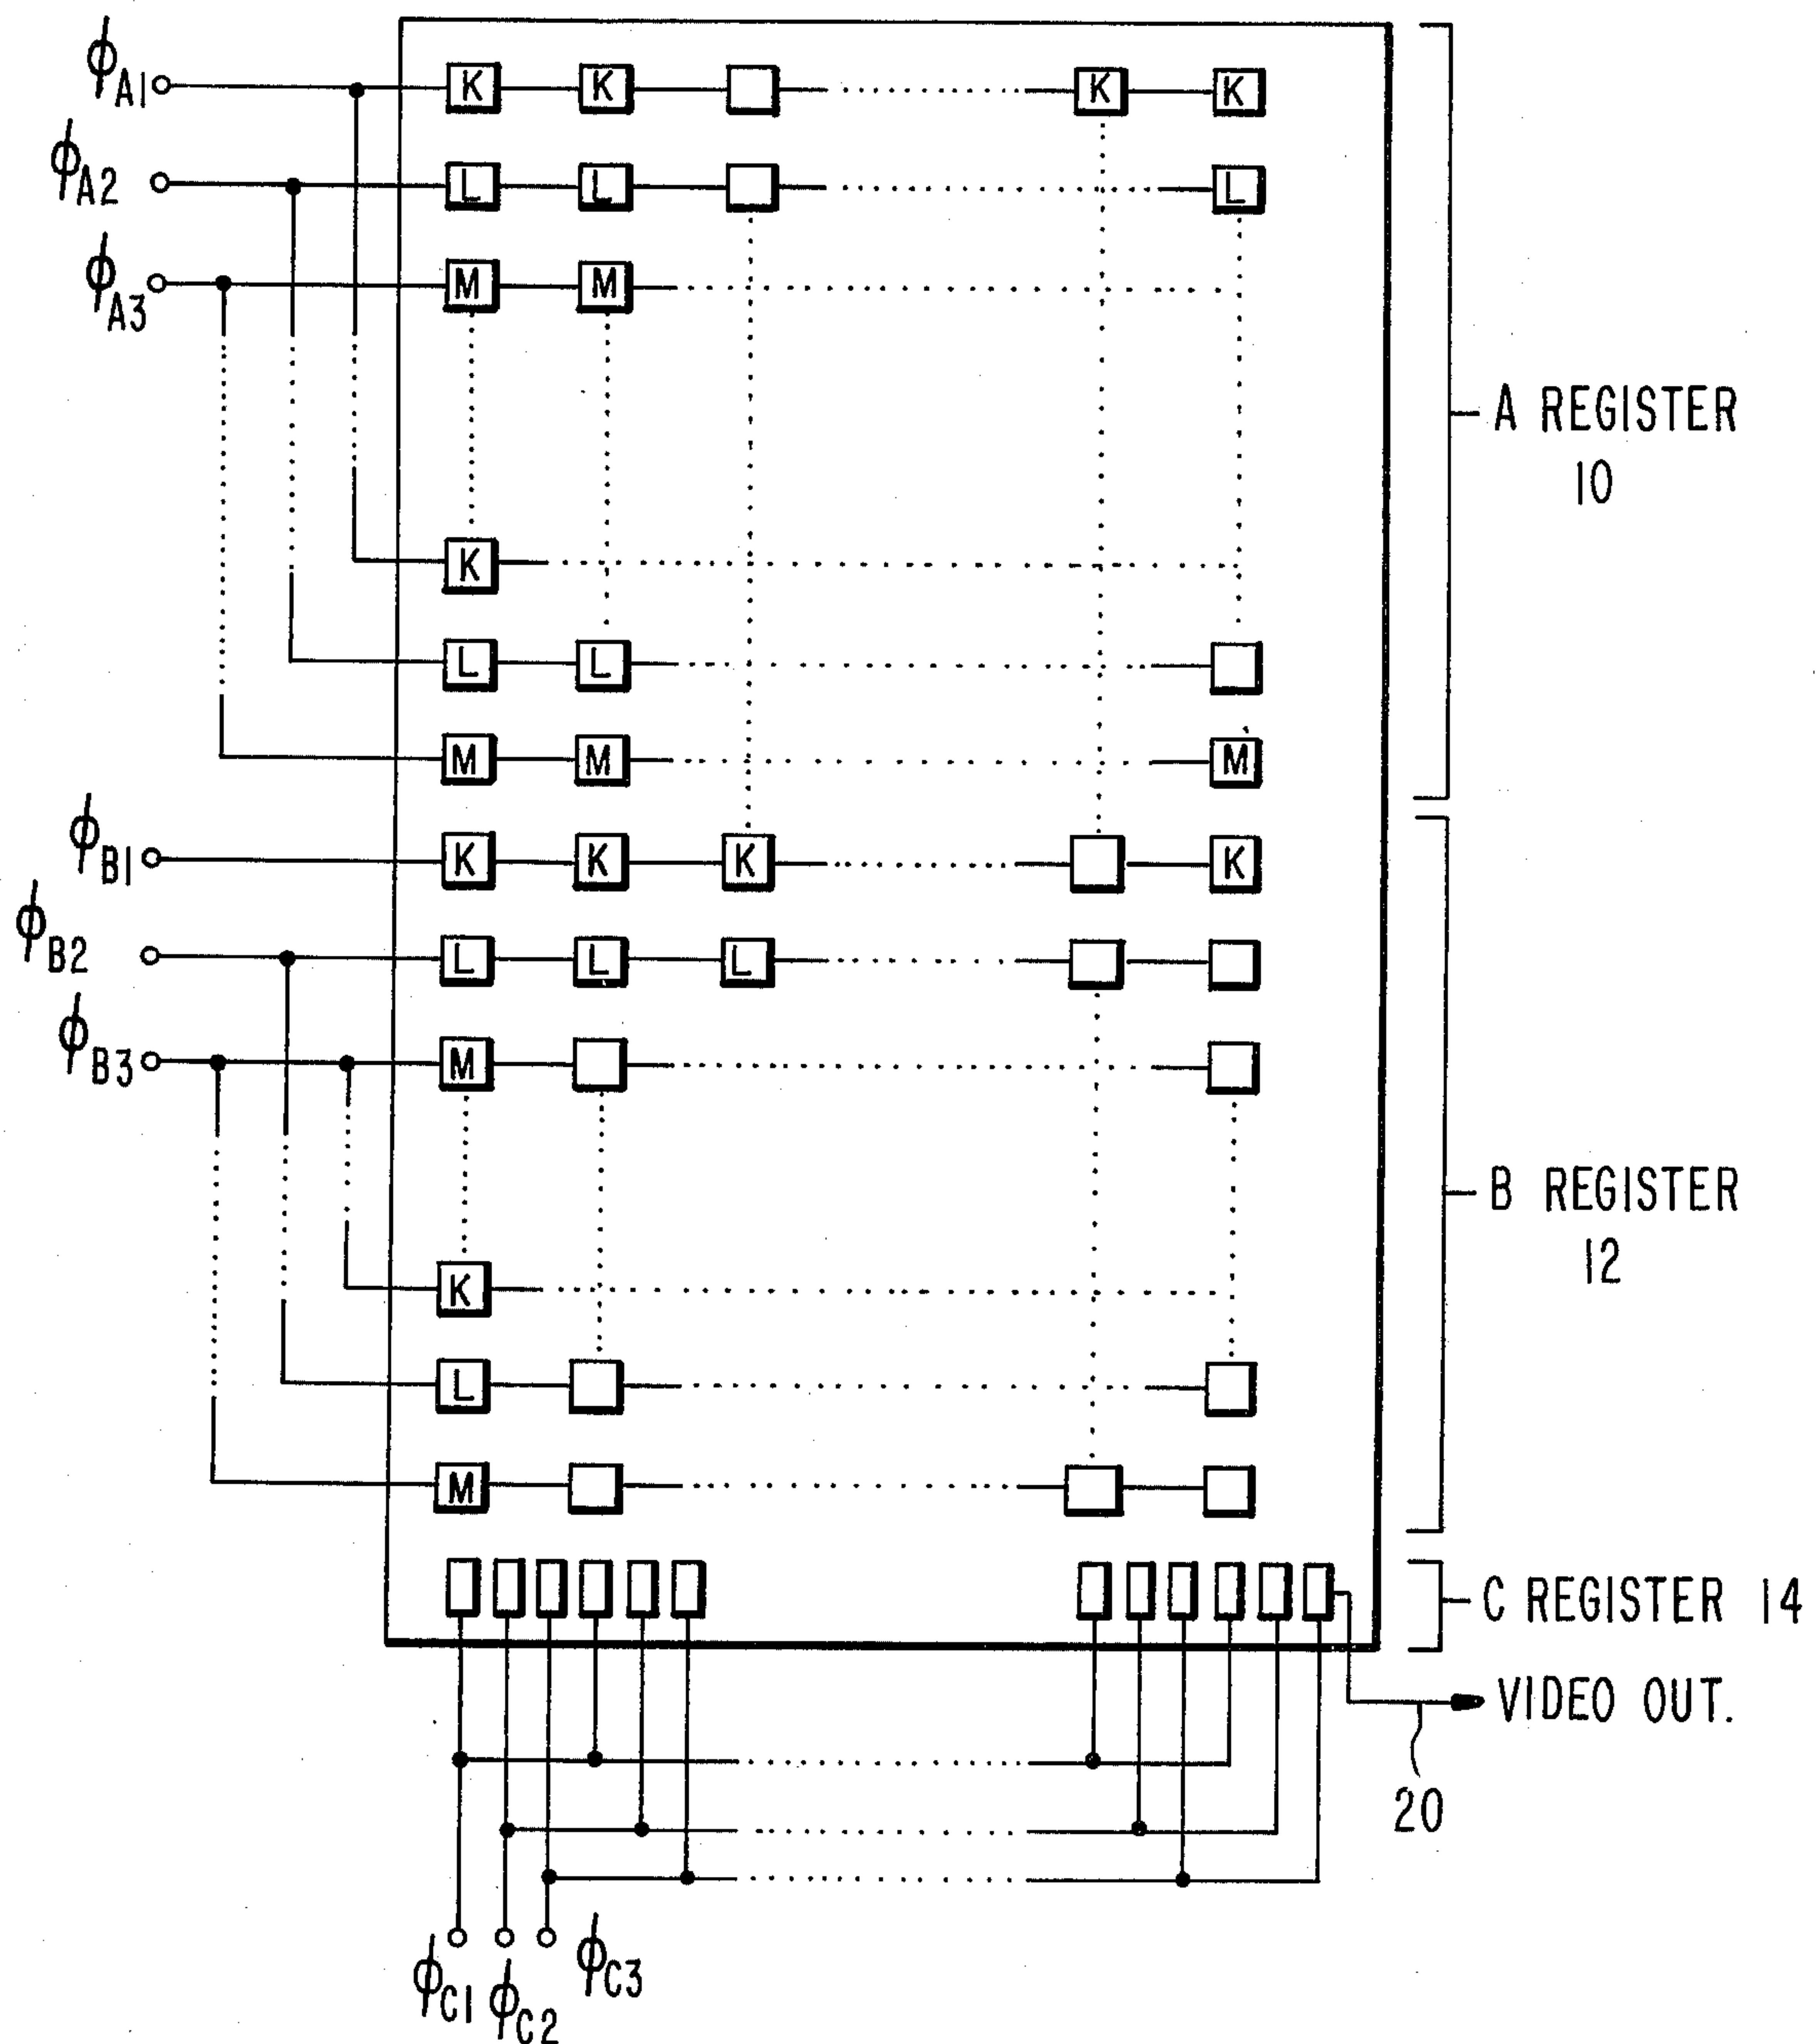 ϕA1 K K K K
ϕA2 L L L
ϕA3 M M
A REGISTER
10
K
L L
M M M
ϕB1 K K K K
ϕB2 L L L
ϕB3 M
B REGISTER
12
K
L
M
C REGISTER 14
VIDEO OUT.
20
ϕC1 ϕC2 ϕC3